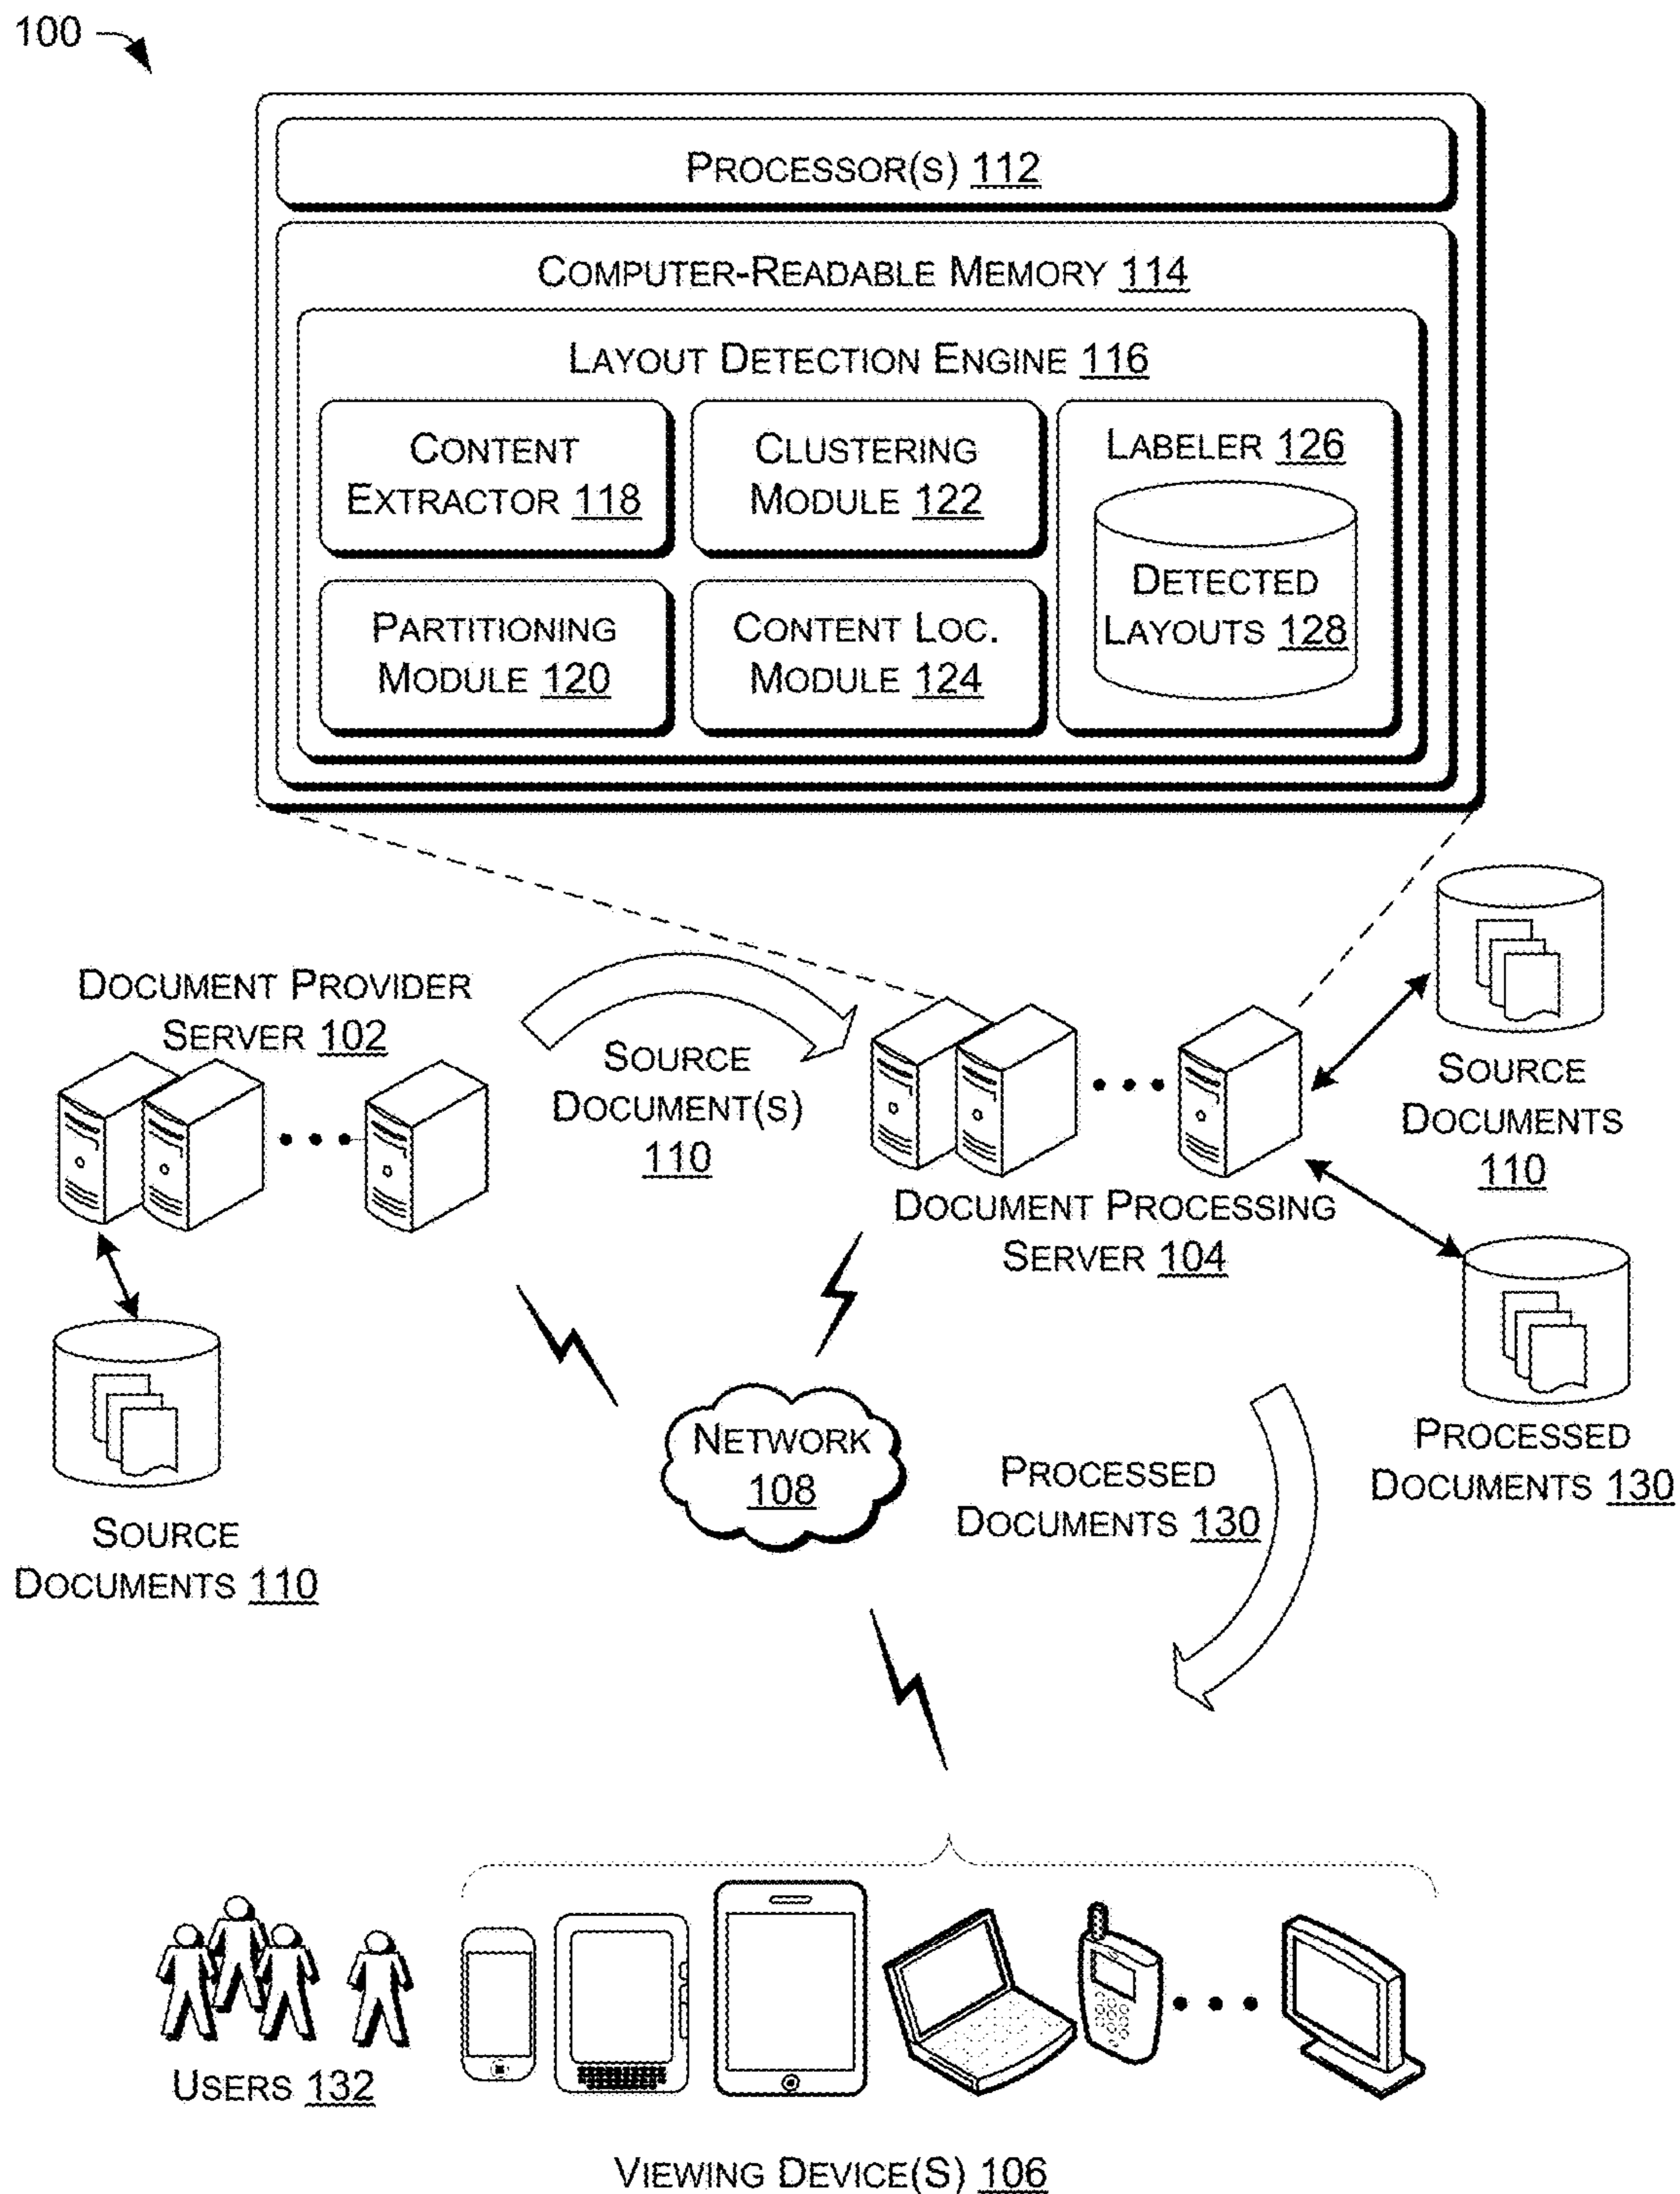 100
PROCESSOR(S) 112
COMPUTER-READABLE MEMORY 114
LAYOUT DETECTION ENGINE 116
CONTENT
EXTRACTOR 118
CLUSTERING
MODULE 122
LABELER 126
DETECTED
LAYOUTS 128
PARTITIONING
MODULE 120
CONTENT LOC.
MODULE 124
DOCUMENT PROVIDER
SERVER 102
SOURCE
DOCUMENT(S)
110
SOURCE
DOCUMENTS
110
DOCUMENT PROCESSING
SERVER 104
NETWORK
108
PROCESSED
DOCUMENTS 130
PROCESSED
DOCUMENTS 130
SOURCE
DOCUMENTS 110
USERS 132
VIEWING DEVICE(S) 106